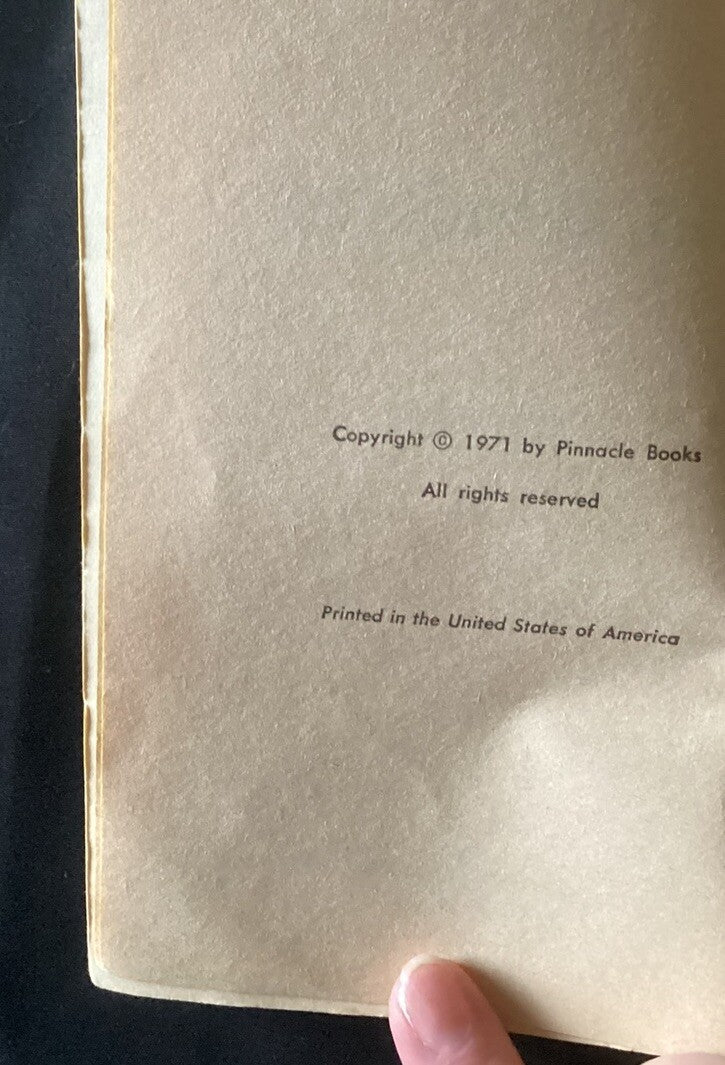 Copyright © 1971 by Pinnacle Books
All rights reserved
Printed in the United States of America